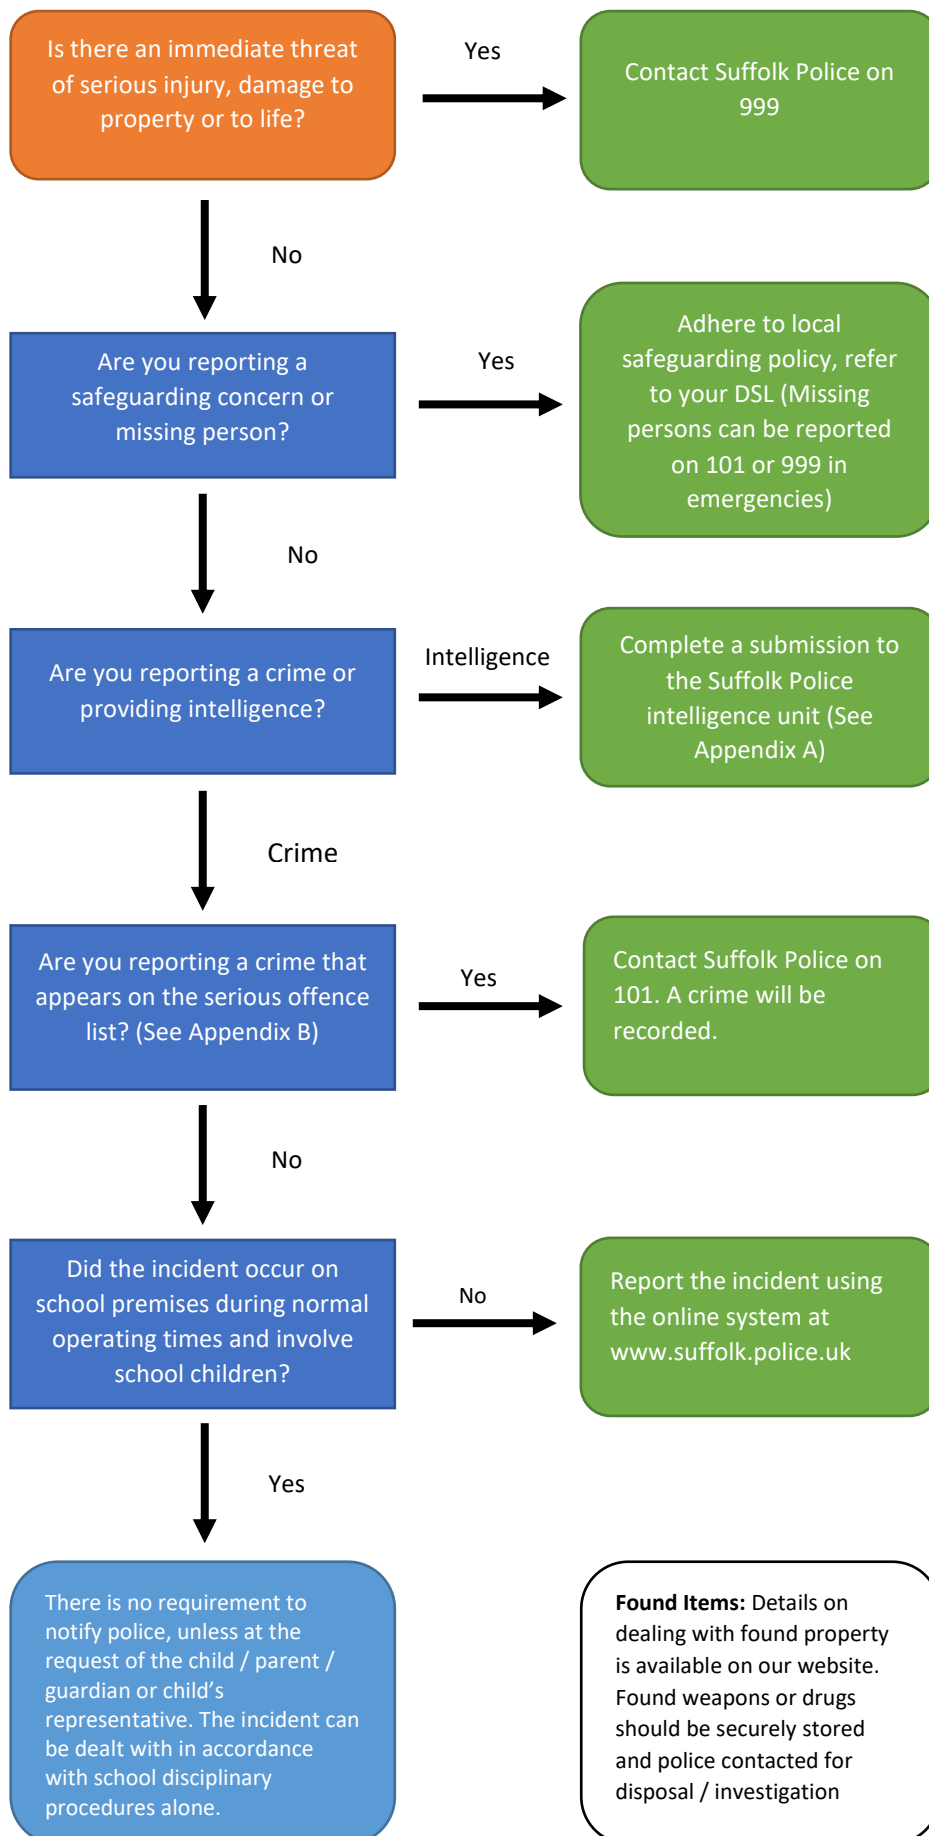 Is there an immediate threat
of serious injury, damage to
property or to life?
Yes
Contact Suffolk Police on
999
No
Are you reporting a
safeguarding concern or
missing person?
Yes
Adhere to local
safeguarding policy, refer
to your DSL (Missing
persons can be reported
on 101 or 999 in
emergencies)
No
Are you reporting a crime or
providing intelligence?
Intelligence
Complete a submission to
the Suffolk Police
intelligence unit (See
Appendix A)
Crime
Are you reporting a crime that
appears on the serious offence
list? (See Appendix B)
Yes
Contact Suffolk Police on
101. A crime will be
recorded.
No
Did the incident occur on
school premises during normal
operating times and involve
school children?
No
Report the incident using
the online system at
www.suffolk.police.uk
Yes
There is no requirement to
notify police, unless at the
request of the child / parent /
guardian or child’s
representative. The incident can
be dealt with in accordance
with school disciplinary
procedures alone.
Found Items: Details on
dealing with found property
is available on our website.
Found weapons or drugs
should be securely stored
and police contacted for
disposal / investigation